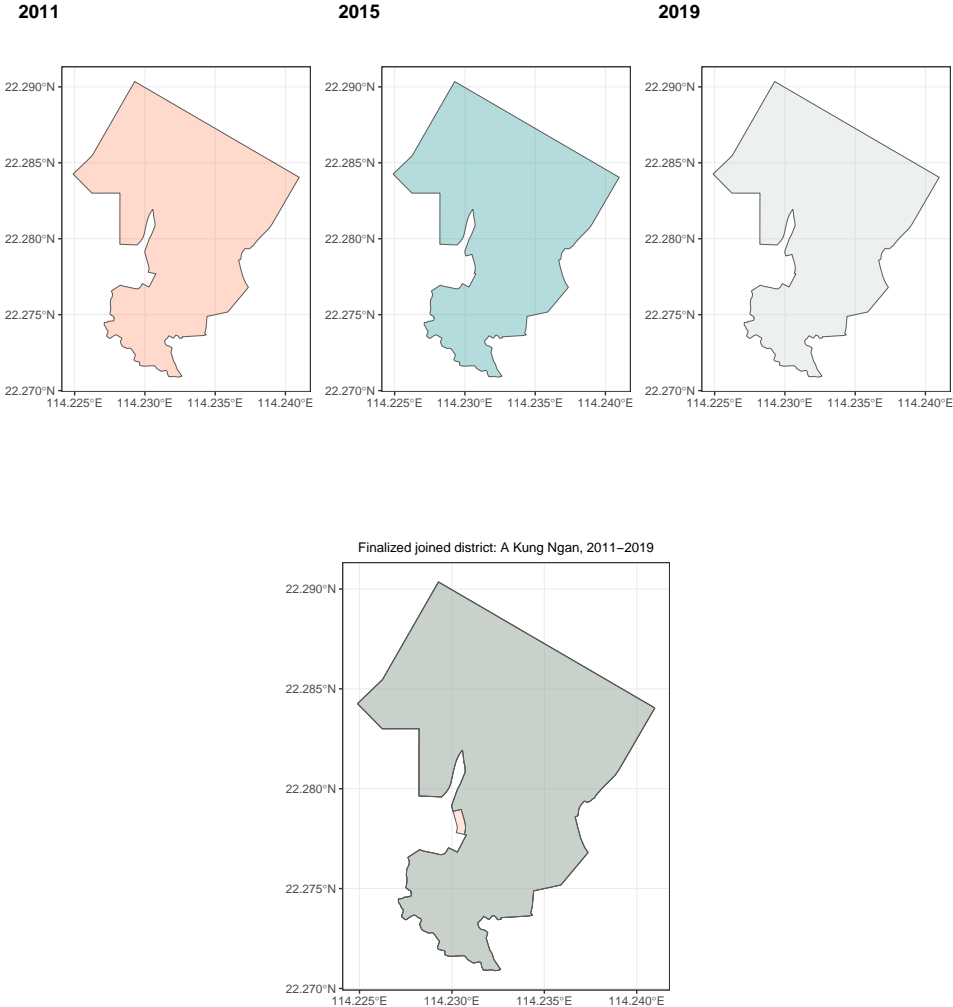 2011 2015 2019
22.290°N 22.290°N 22.290°N
22.285°N 22.285°N 22.285°N
22.280°N 22.280°N 22.280°N
22.275°N 22.275°N 22.275°N
22.270°N 22.270°N 22.270°N
114.225°E 114.230°E 114.235°E 114.240°E 114.225°E 114.230°E 114.235°E 114.240°E 114.225°E 114.230°E 114.235°E 114.240°E
Finalized joined district: A Kung Ngan, 2011−2019
22.290°N
22.285°N
22.280°N
22.275°N
22.270°N
114.225°E 114.230°E 114.235°E 114.240°E